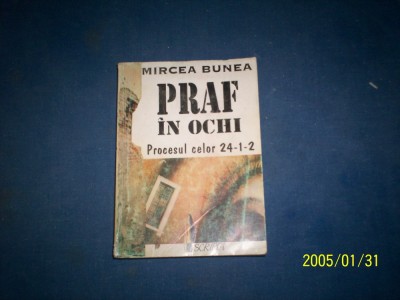 MIRCEA BUNEA
PRAF
ÎN OCHI
Procesul celor 24-1-2
2005/01/31